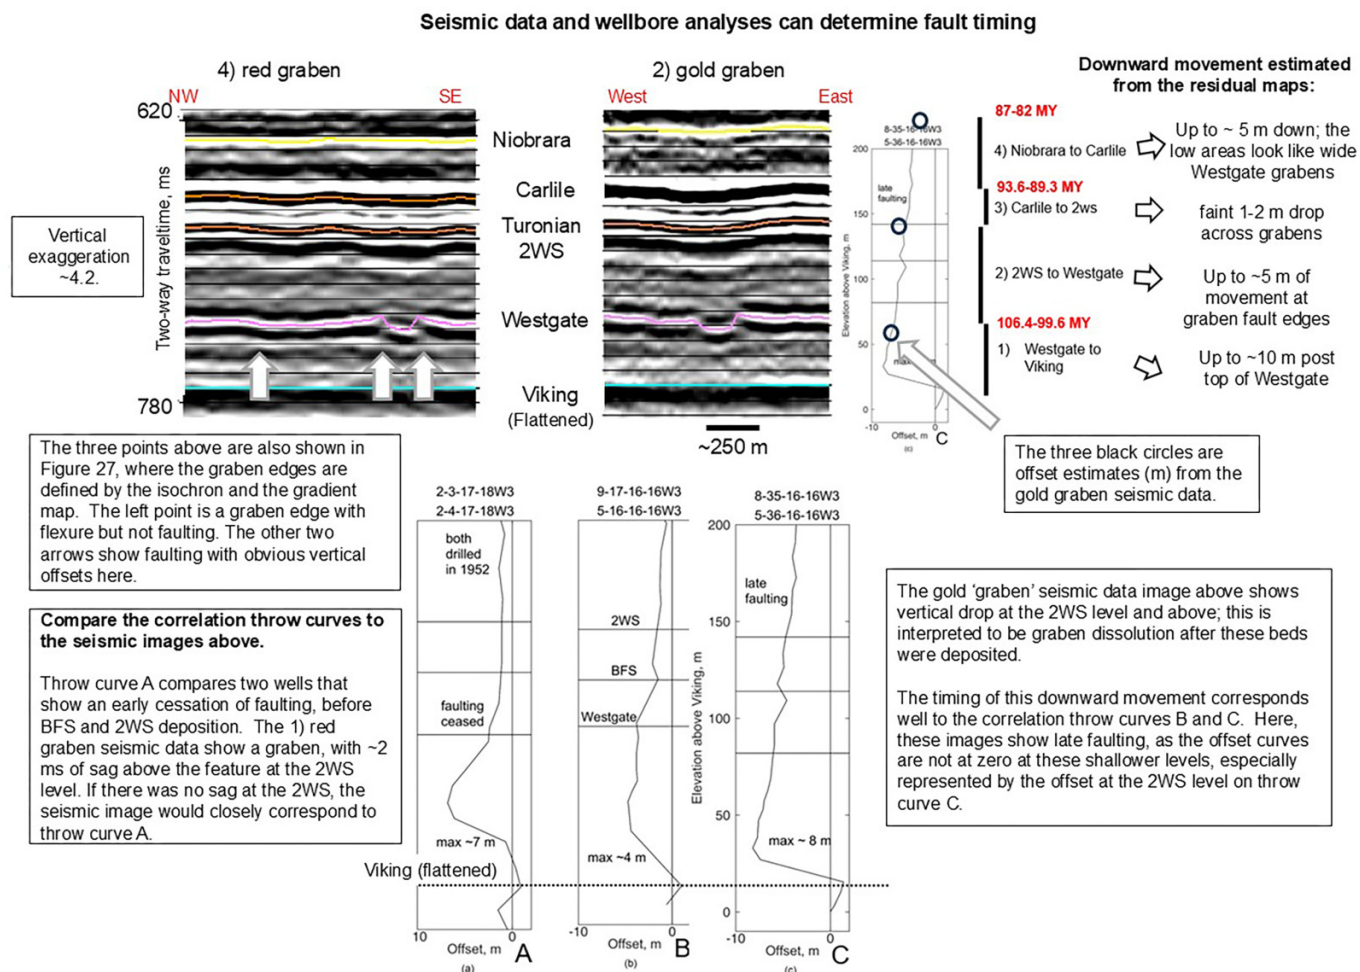 Seismic data and wellbore analyses can determine fault timing
4) red graben
NW
SE
620
780
Two-way traveltime, ms
Vertical
exaggeration
~4.2.
2) gold graben
West
East
Niobrara
Carlile
Turonian
2WS
Westgate
Viking
(Flattened)
~250 m
8-35-16-16W3
5-36-16-16W3
200
late
faulting
150
100
50
0
Elevation above Viking, m
max
-10
0
Offset, m
C
(c)
Downward movement estimated
from the residual maps:
87-82 MY
4) Niobrara to Carlile
Up to ~ 5 m down; the
low areas look like wide
Westgate grabens
93.6-89.3 MY
3) Carlile to 2ws
faint 1-2 m drop
across grabens
2) 2WS to Westgate
Up to ~5 m of
movement at
graben fault edges
106.4-99.6 MY
1) Westgate to
Viking
Up to ~10 m post
top of Westgate
The three black circles are
offset estimates (m) from the
gold graben seismic data.
The three points above are also shown in
Figure 27, where the graben edges are
defined by the isochron and the gradient
map. The left point is a graben edge with
flexure but not faulting. The other two
arrows show faulting with obvious vertical
offsets here.
Compare the correlation throw curves to
the seismic images above.
Throw curve A compares two wells that
show an early cessation of faulting, before
BFS and 2WS deposition. The 1) red
graben seismic data show a graben, with ~2
ms of sag above the feature at the 2WS
level. If there was no sag at the 2WS, the
seismic image would closely correspond to
throw curve A.
2-3-17-18W3
2-4-17-18W3
both
drilled
in 1952
faulting
ceased
max ~7 m
Viking (flattened)
10
0
Offset, m
A
(a)
9-17-16-16W3
5-16-16-16W3
2WS
BFS
Westgate
max ~4 m
-10
0
Offset, m
B
(b)
8-35-16-16W3
5-36-16-16W3
200
late
faulting
150
100
50
0
Elevation above Viking, m
max ~ 8 m
-10
0
Offset, m
C
(c)
The gold ‘graben’ seismic data image above shows
vertical drop at the 2WS level and above; this is
interpreted to be graben dissolution after these beds
were deposited.
The timing of this downward movement corresponds
well to the correlation throw curves B and C. Here,
these images show late faulting, as the offset curves
are not at zero at these shallower levels, especially
represented by the offset at the 2WS level on throw
curve C.